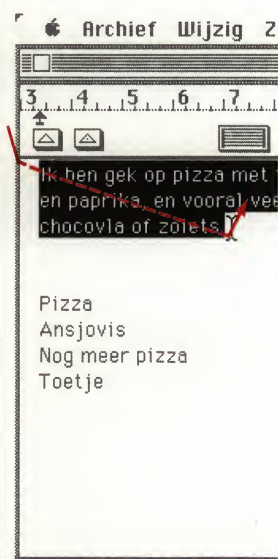 Archief Wijzig Z
3 4 5 6 7
Ik ben gek op pizza met
en paprika, en vooral vee
chocovla of zoiets.
Pizza
Ansjovis
Nog meer pizza
Toetje